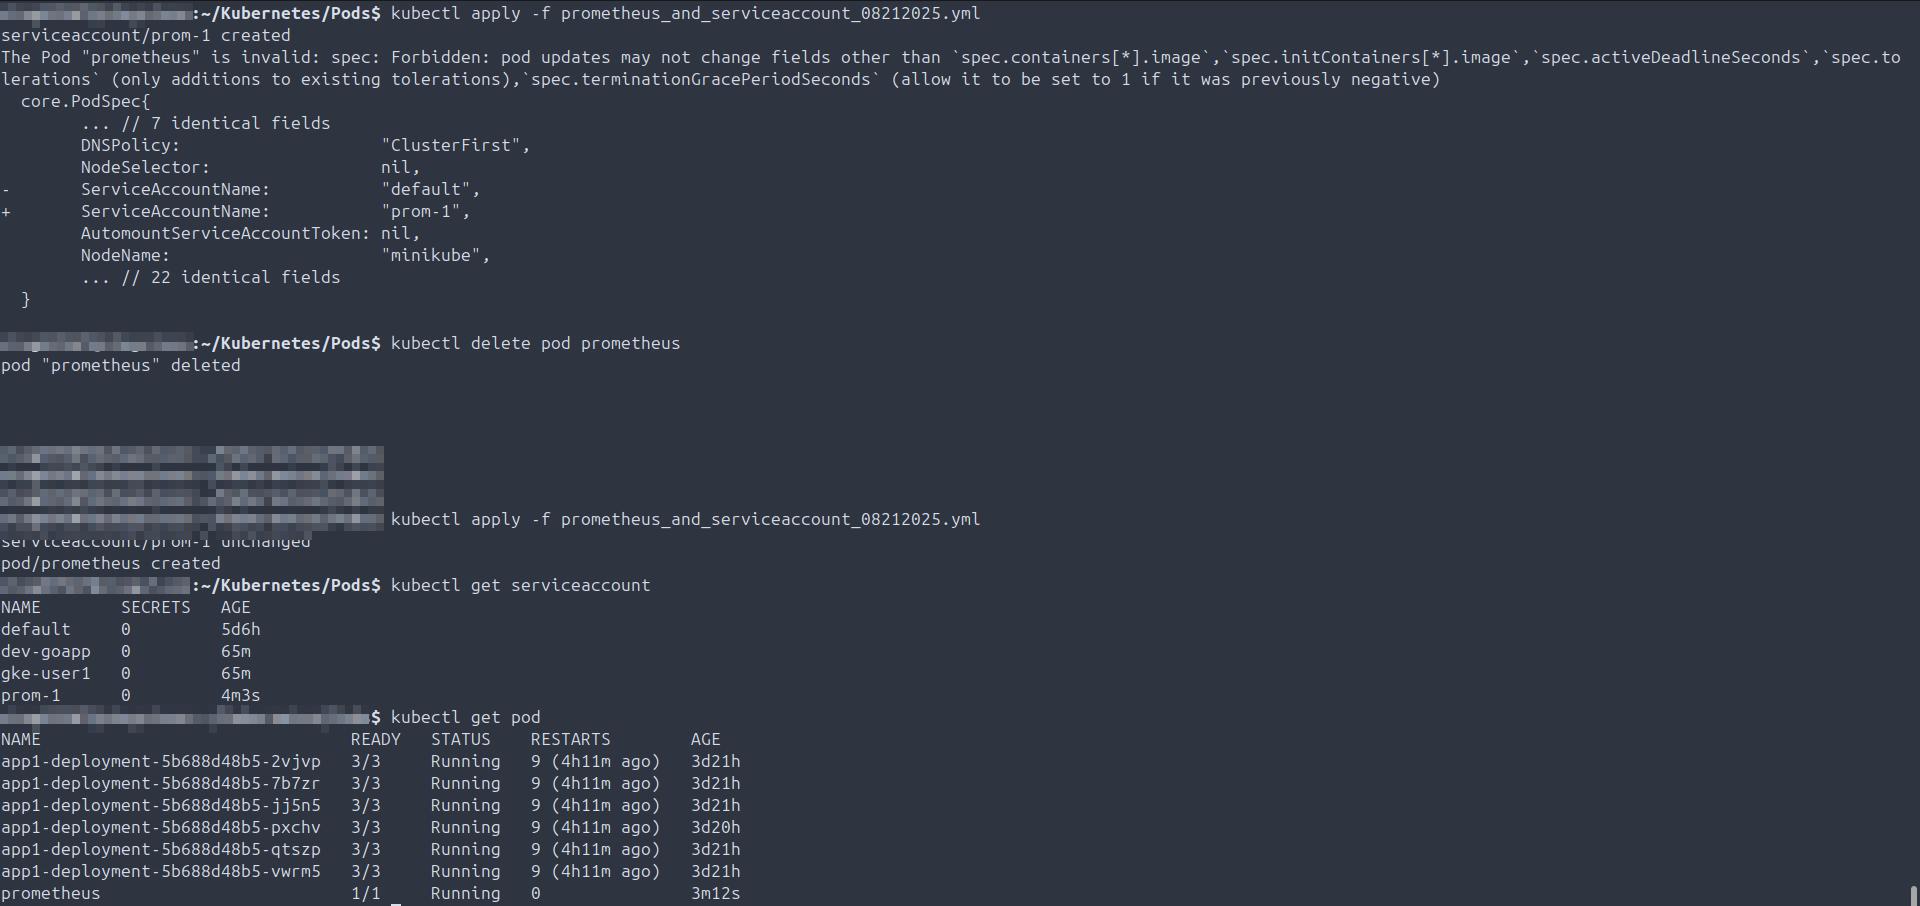 :~/Kubernetes/Pods$ kubectl apply -f prometheus_and_serviceaccount_08212025.yml
serviceaccount/prom-1 created
The Pod "prometheus" is invalid: spec: Forbidden: pod updates may not change fields other than `spec.containers[*].image`,`spec.initContainers[*].image`,`spec.activeDeadlineSeconds`,`spec.to
lerations` (only additions to existing tolerations),`spec.terminationGracePeriodSeconds` (allow it to be set to 1 if it was previously negative)
  core.PodSpec{
        ... // 7 identical fields
        DNSPolicy:                    "ClusterFirst",
        NodeSelector:                 nil,
-       ServiceAccountName:           "default",
+       ServiceAccountName:           "prom-1",
        AutomountServiceAccountToken: nil,
        NodeName:                     "minikube",
        ... // 22 identical fields
  }
:~/Kubernetes/Pods$ kubectl delete pod prometheus
pod "prometheus" deleted
kubectl apply -f prometheus_and_serviceaccount_08212025.yml
serviceaccount/prom-1 unchanged
pod/prometheus created
:~/Kubernetes/Pods$ kubectl get serviceaccount
NAME        SECRETS   AGE
default     0         5d6h
dev-goapp   0         65m
gke-user1   0         65m
prom-1      0         4m3s
$ kubectl get pod
NAME                               READY   STATUS    RESTARTS        AGE
app1-deployment-5b688d48b5-2vjvp   3/3     Running   9 (4h11m ago)   3d21h
app1-deployment-5b688d48b5-7b7zr   3/3     Running   9 (4h11m ago)   3d21h
app1-deployment-5b688d48b5-jj5n5   3/3     Running   9 (4h11m ago)   3d21h
app1-deployment-5b688d48b5-pxchv   3/3     Running   9 (4h11m ago)   3d20h
app1-deployment-5b688d48b5-qtszp   3/3     Running   9 (4h11m ago)   3d21h
app1-deployment-5b688d48b5-vwrm5   3/3     Running   9 (4h11m ago)   3d21h
prometheus                         1/1     Running   0               3m12s